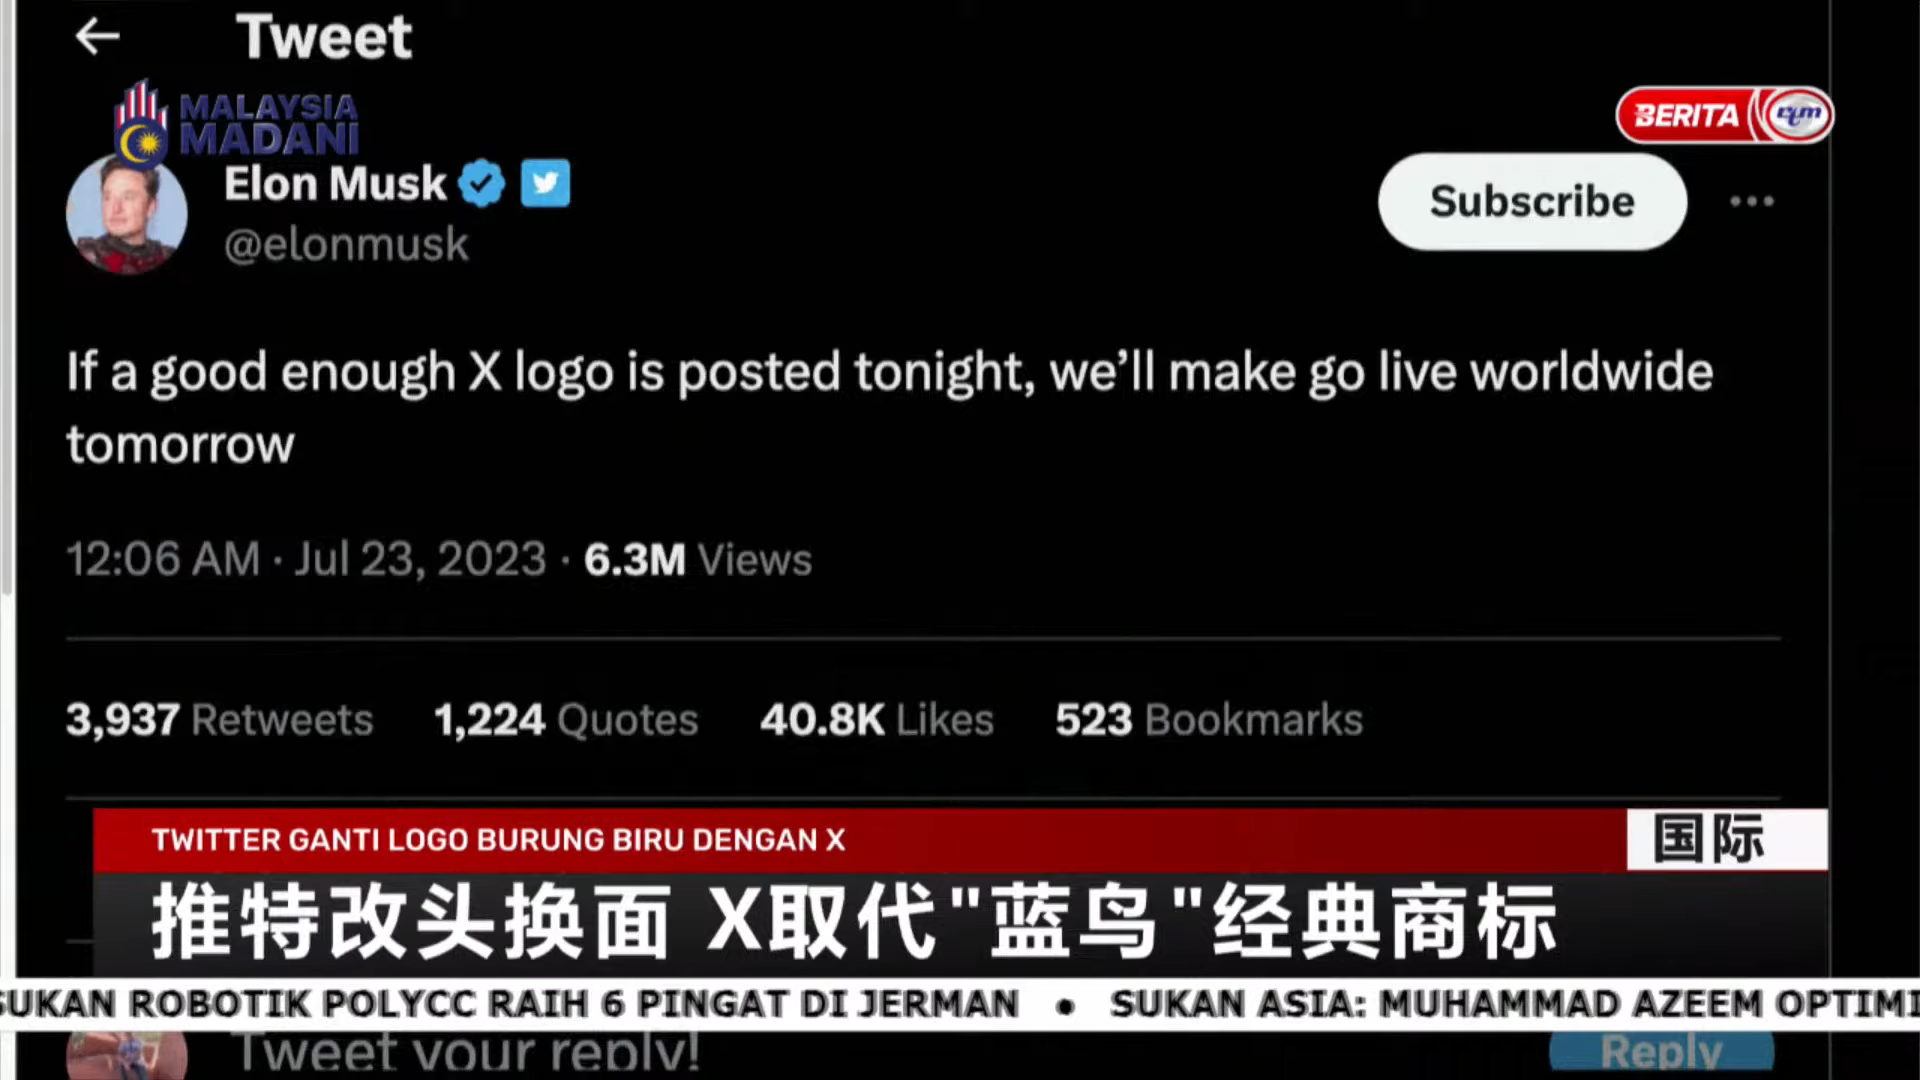 Tweet
MALAYSIA
MADANI
BERITA rtm
Elon Musk
@elonmusk
Subscribe
If a good enough X logo is posted tonight, we’ll make go live worldwide
tomorrow
12:06 AM · Jul 23, 2023 · 6.3M Views
3,937 Retweets 1,224 Quotes 40.8K Likes 523 Bookmarks
TWITTER GANTI LOGO BURUNG BIRU DENGAN X
国际
推特改头换面 X取代"蓝鸟"经典商标
SUKAN ROBOTIK POLYCC RAIH 6 PINGAT DI JERMAN • SUKAN ASIA: MUHAMMAD AZEEM OPTIMI
Tweet your reply!
Reply